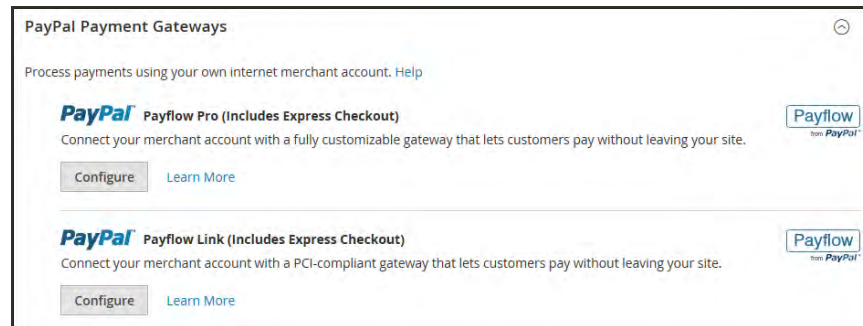 PayPal Payment Gateways
Process payments using your own internet merchant account. Help
PayPal Payflow Pro (Includes Express Checkout)
Payflow
from PayPal
Connect your merchant account with a fully customizable gateway that lets customers pay without leaving your site.
Configure Learn More
PayPal Payflow Link (Includes Express Checkout)
Payflow
from PayPal
Connect your merchant account with a PCI-compliant gateway that lets customers pay without leaving your site.
Configure Learn More